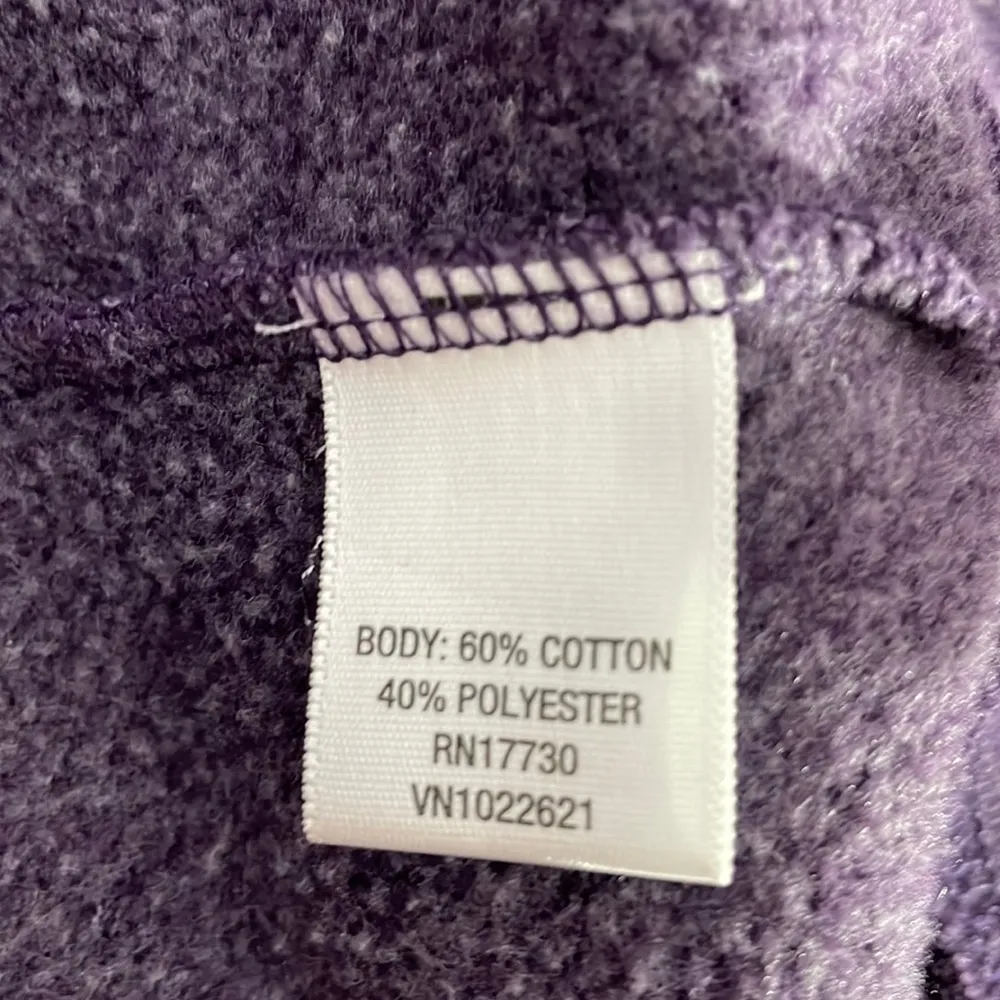 BODY: 60% COTTON
40% POLYESTER
RN17730
VN1022621